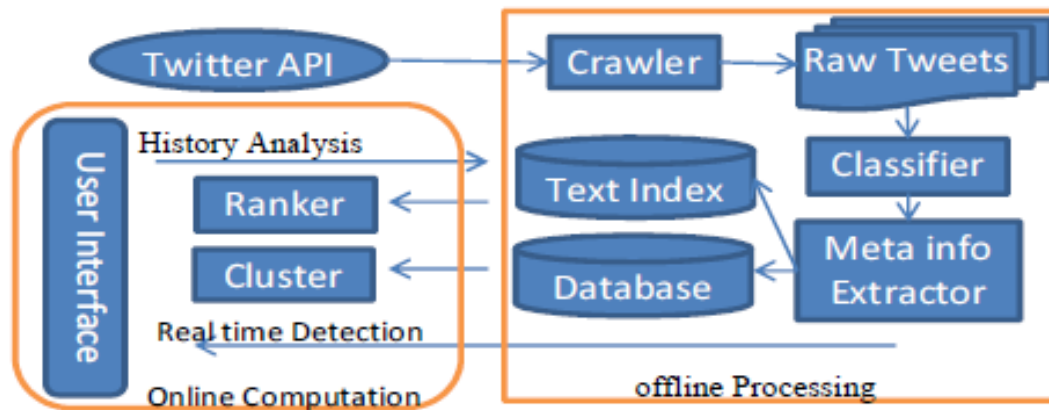 Twitter API
Crawler
Raw Tweets
User Interface
History Analysis
Ranker
Cluster
Real time Detection
Online Computation
Text Index
Database
Classifier
Meta info
Extractor
offline Processing